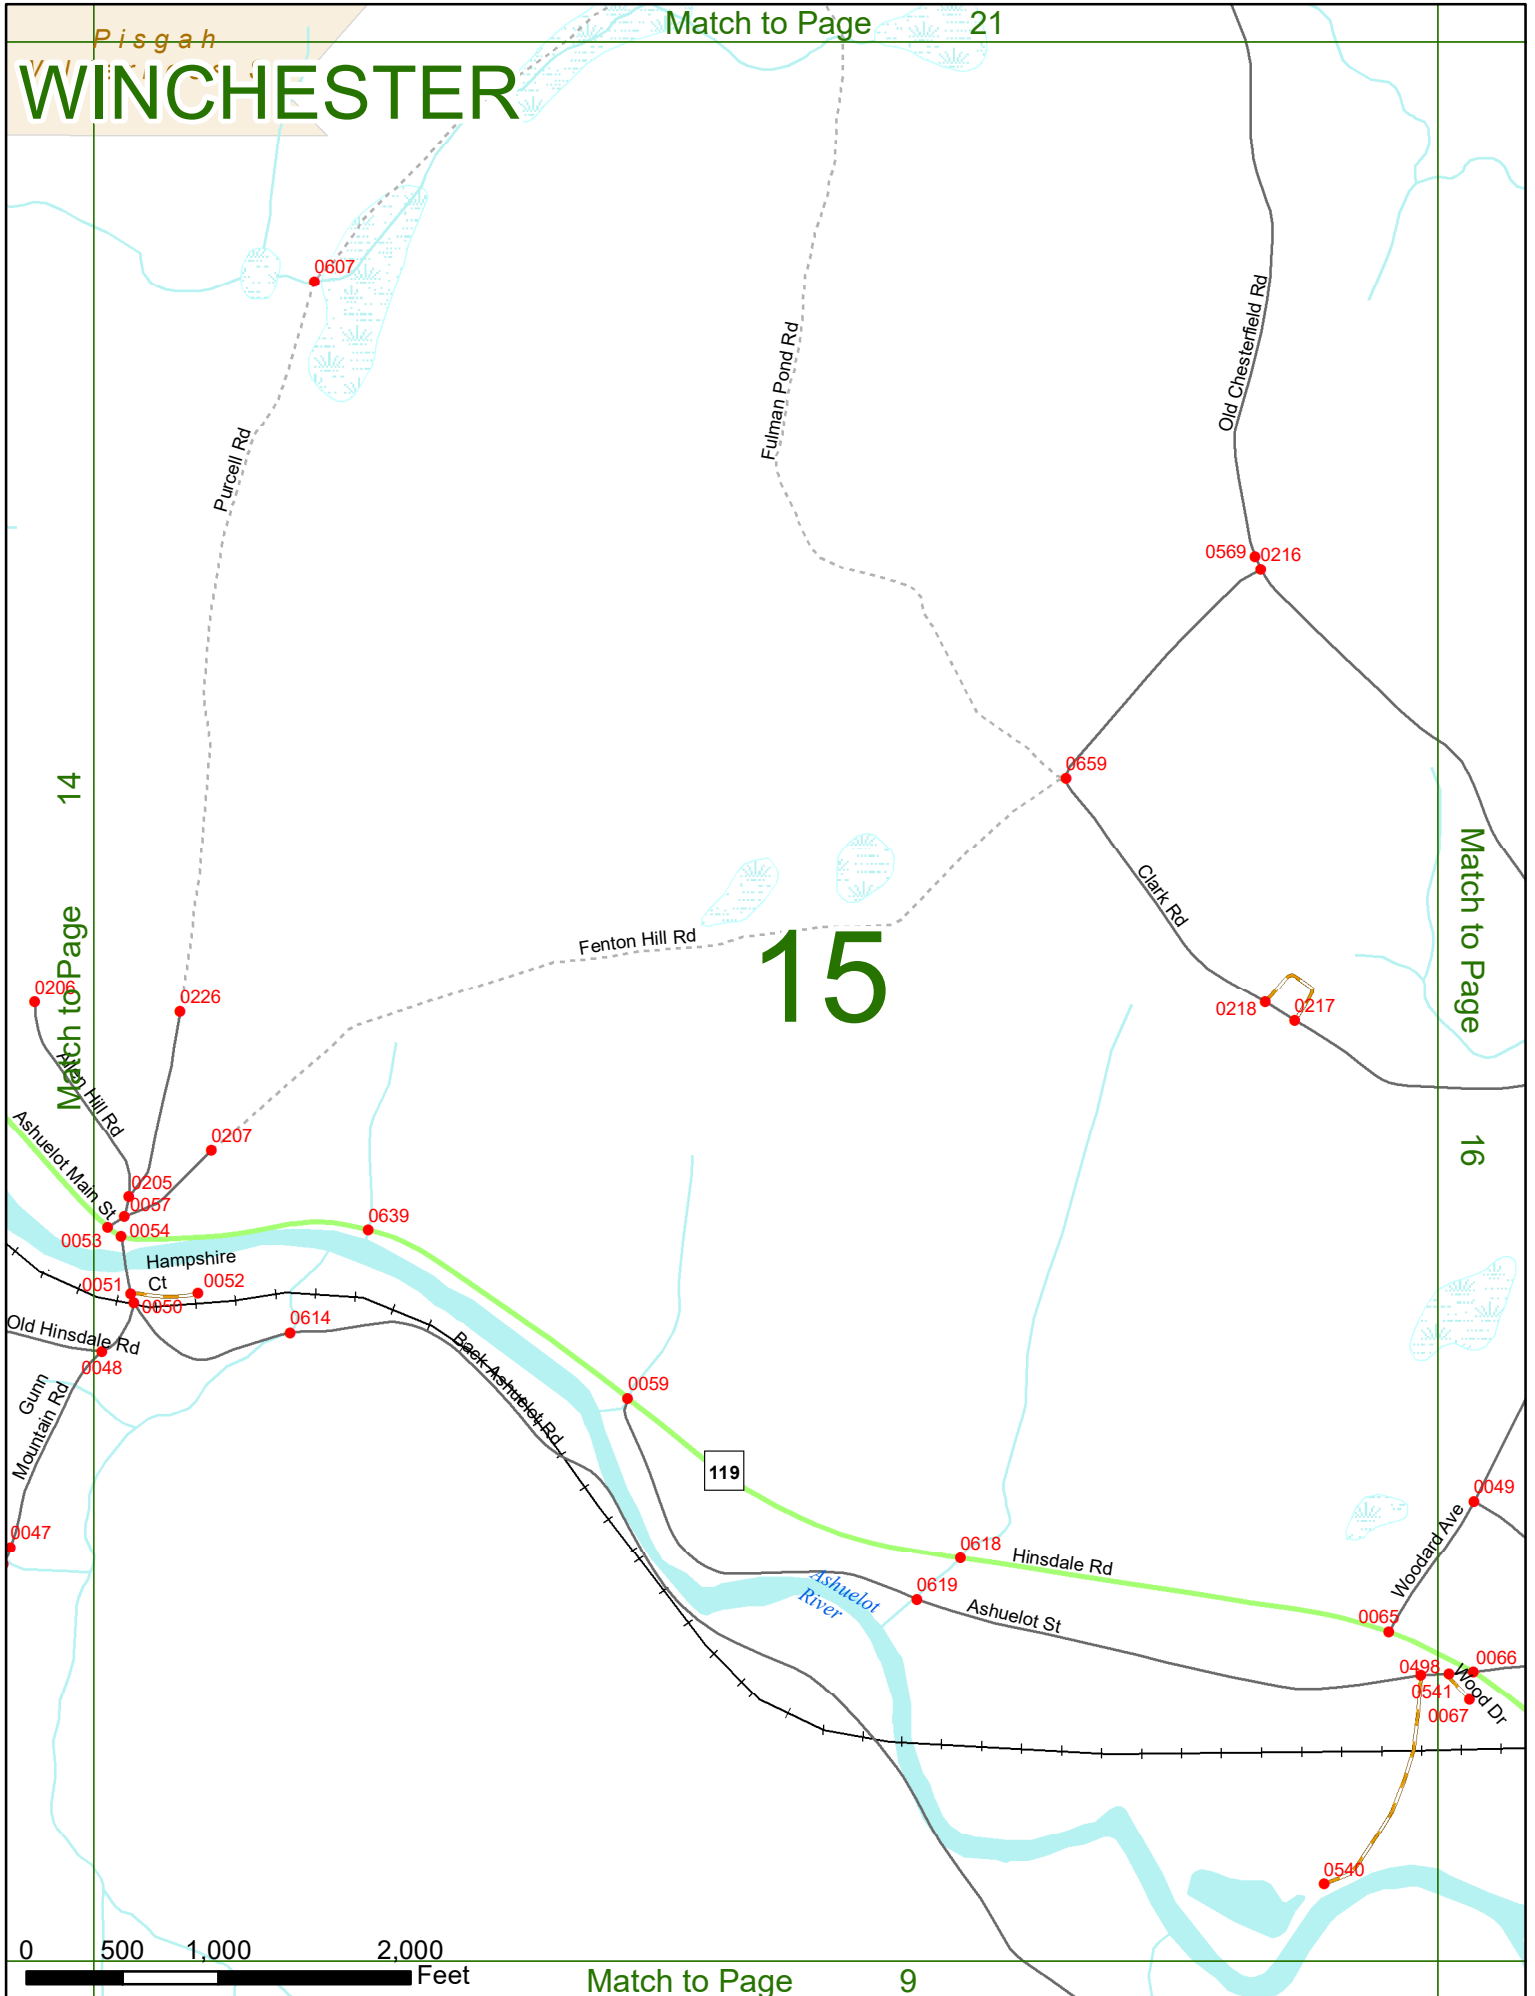 Match to Page 21
Pisgah
WINCHESTER
0607
Old Chesterfield Rd
Fulman Pond Rd
Purcell Rd
0569
0216
0659
14
Match to Page
Match to Page
16
Clark Rd
Fenton Hill Rd
15
0206
0226
0218
0217
Allen Hill Rd
Ashuelot Main St
0207
0205
0057
0053
0054
0639
Hampshire
Ct
0051
0052
0050
Old Hinsdale Rd
0048
0614
Gunn
Mountain Rd
Back Ashuelot Rd
0059
119
0047
0049
Woodard Ave
0618
Hinsdale Rd
0619
Ashuelot
River
Ashuelot St
0065
0498
0066
0541
0067
Wood Dr
0540
0 500 1,000 2,000
Feet
Match to Page 9